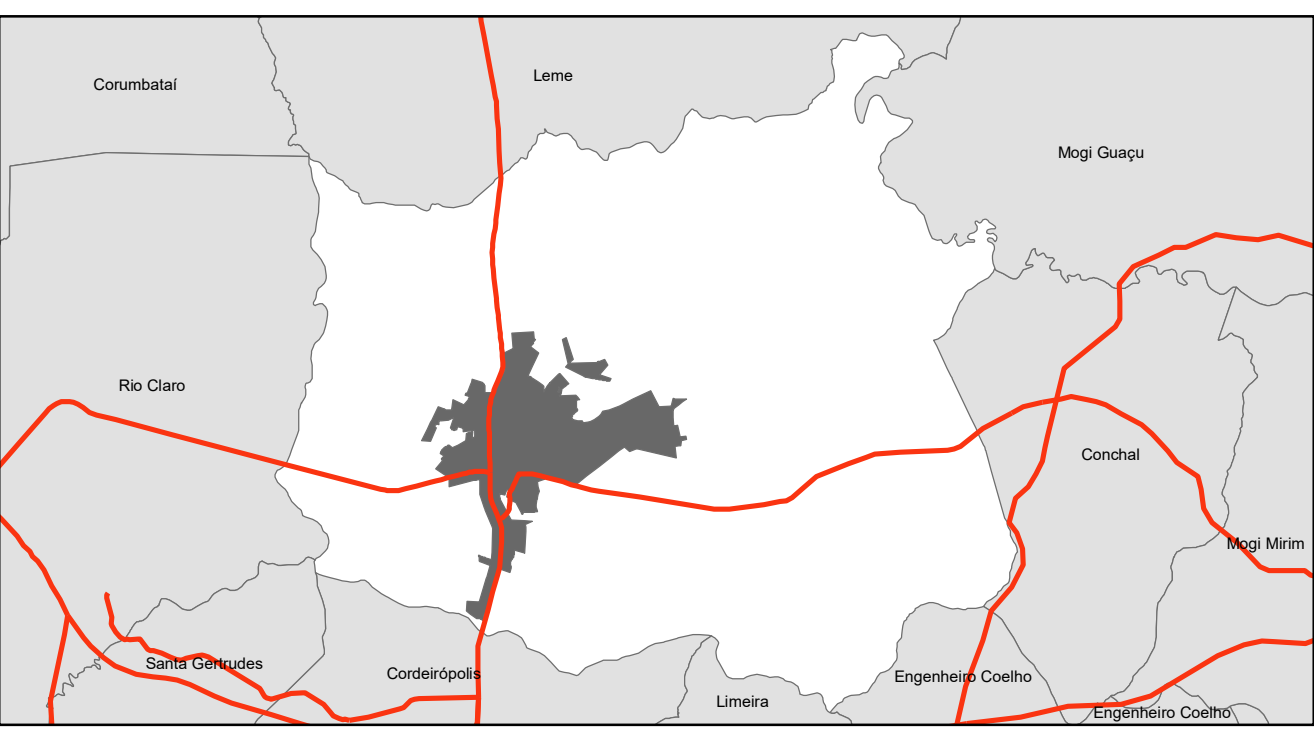 Leme
Corumbataí
Mogi Guaçu
Rio Claro
Conchal
Mogi Mirim
Santa Gertrudes
Cordeirópolis
Engenheiro Coelho
Limeira
Engenheiro Coelho